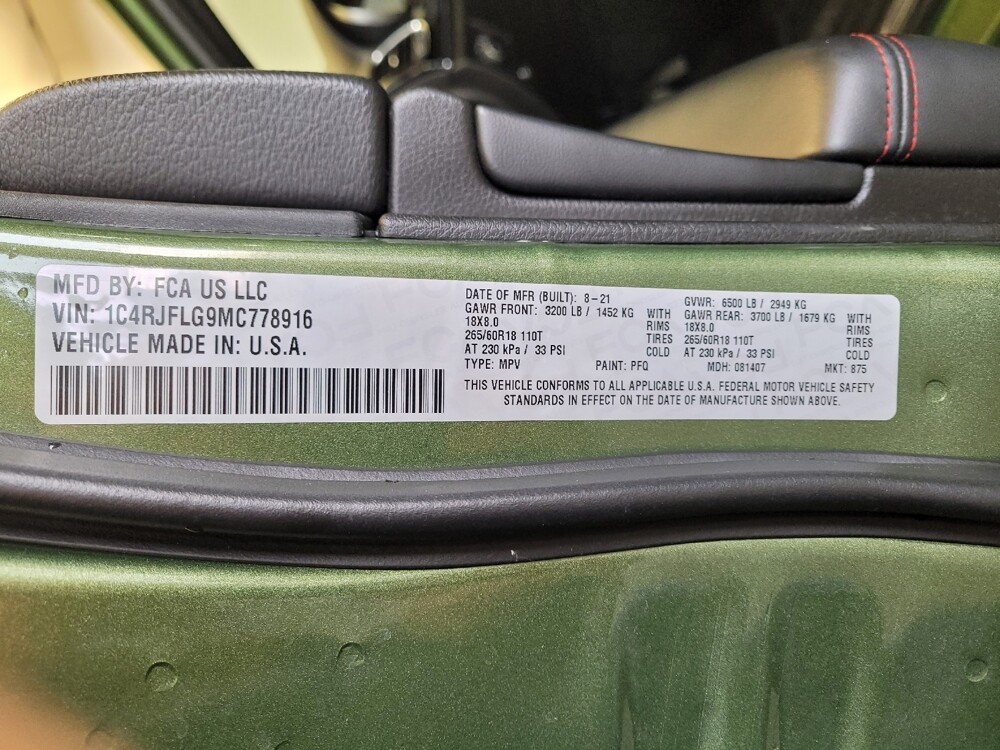 MFD BY: FCA US LLC
VIN: 1C4RJFLG9MC778916
VEHICLE MADE IN: U.S.A.
DATE OF MFR (BUILT): 8-21
GAWR FRONT: 3200 LB / 1452 KG WITH
18X8.0 RIMS
265/60R18 110T TIRES
AT 230 kPa / 33 PSI COLD
TYPE: MPV PAINT: PFQ
GVWR: 6500 LB / 2949 KG
GAWR REAR: 3700 LB / 1679 KG WITH
18X8.0 RIMS
265/60R18 110T TIRES
AT 230 kPa / 33 PSI COLD
MDH: 081407 MKT: 875
THIS VEHICLE CONFORMS TO ALL APPLICABLE U.S.A. FEDERAL MOTOR VEHICLE SAFETY
STANDARDS IN EFFECT ON THE DATE OF MANUFACTURE SHOWN ABOVE.